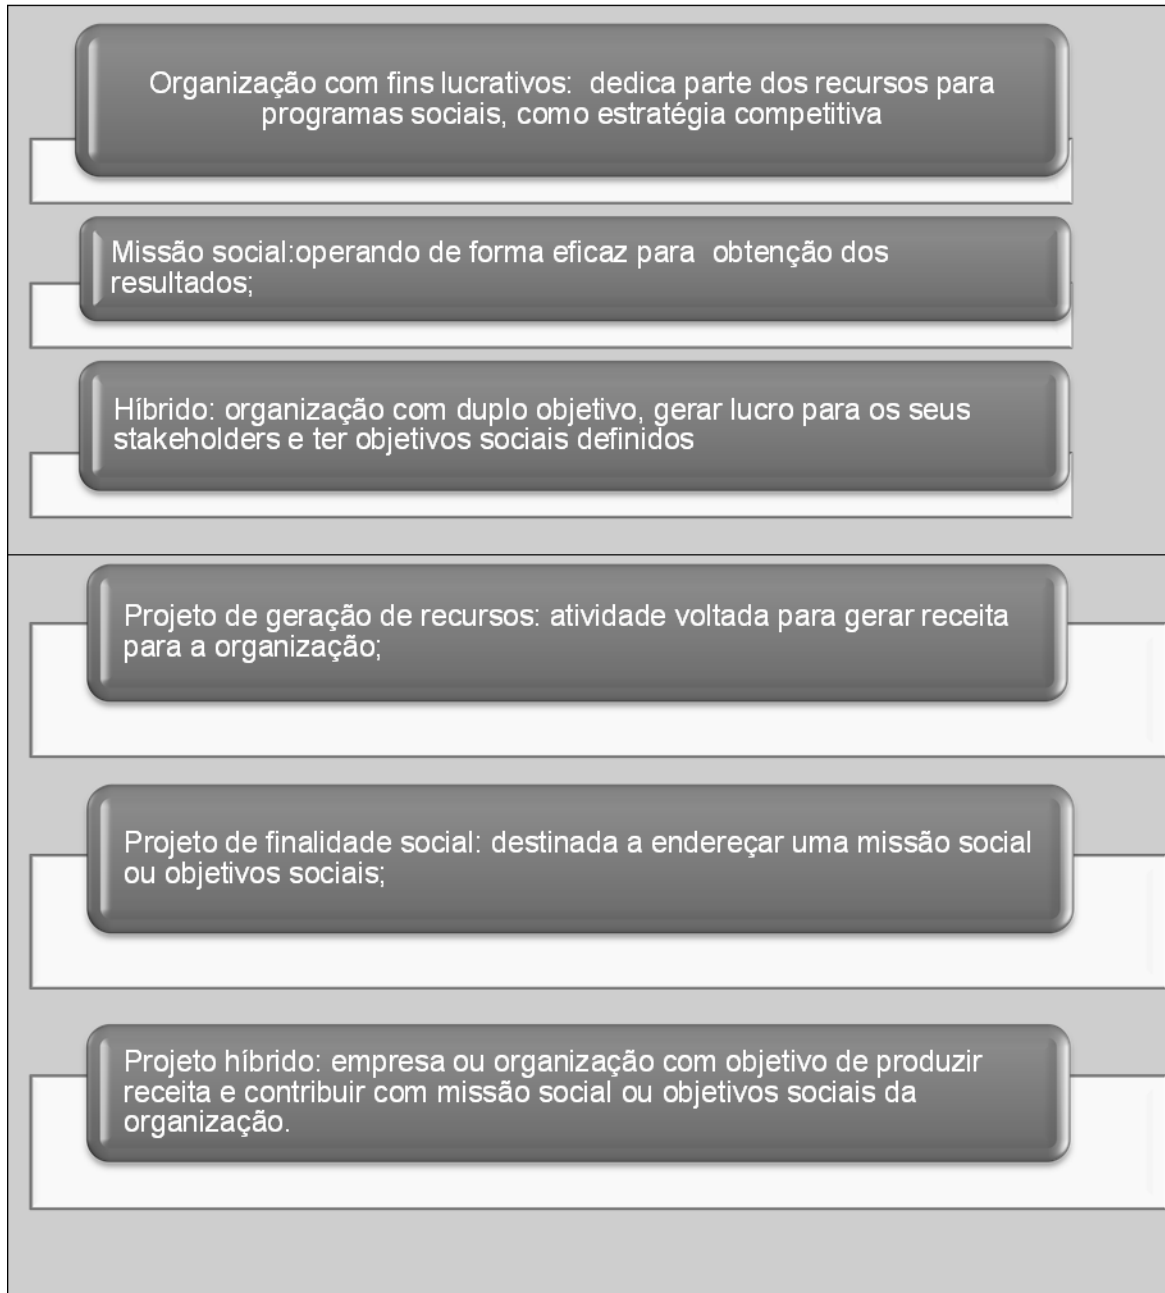 Organização com fins lucrativos:  dedica parte dos recursos para
programas sociais, como estratégia competitiva
Missão social:operando de forma eficaz para  obtenção dos
resultados;
Híbrido: organização com duplo objetivo, gerar lucro para os seus
stakeholders e ter objetivos sociais definidos
Projeto de geração de recursos: atividade voltada para gerar receita
para a organização;
Projeto de finalidade social: destinada a endereçar uma missão social
ou objetivos sociais;
Projeto híbrido: empresa ou organização com objetivo de produzir
receita e contribuir com missão social ou objetivos sociais da
organização.